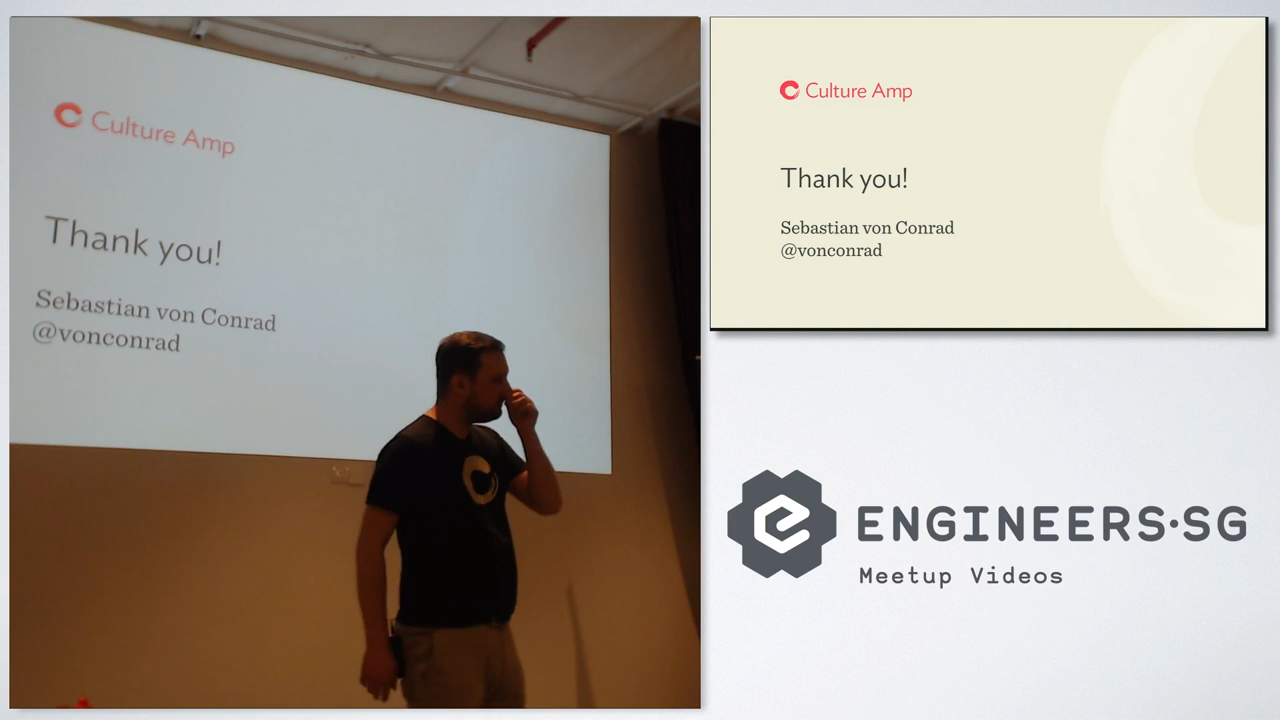 Culture Amp
Thank you!
Sebastian von Conrad
@vonconrad
Culture Amp
Thank you!
Sebastian von Conrad
@vonconrad
ENGINEERS·SG
Meetup Videos